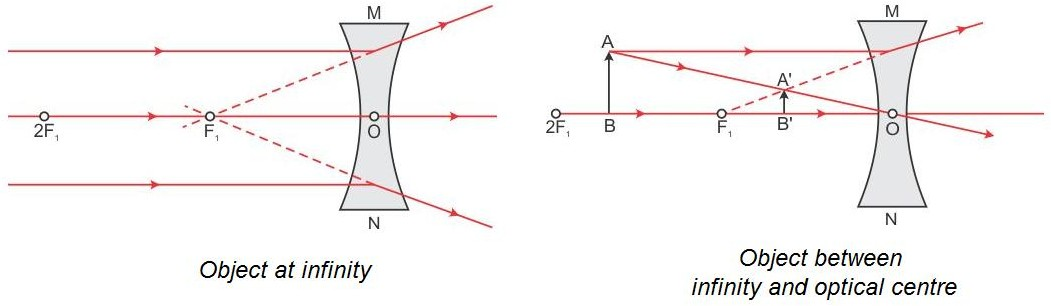 M
2F₁
F₁
O
N
Object at infinity
M
A
A'
2F₁
B
F₁
B'
O
N
Object between
infinity and optical centre